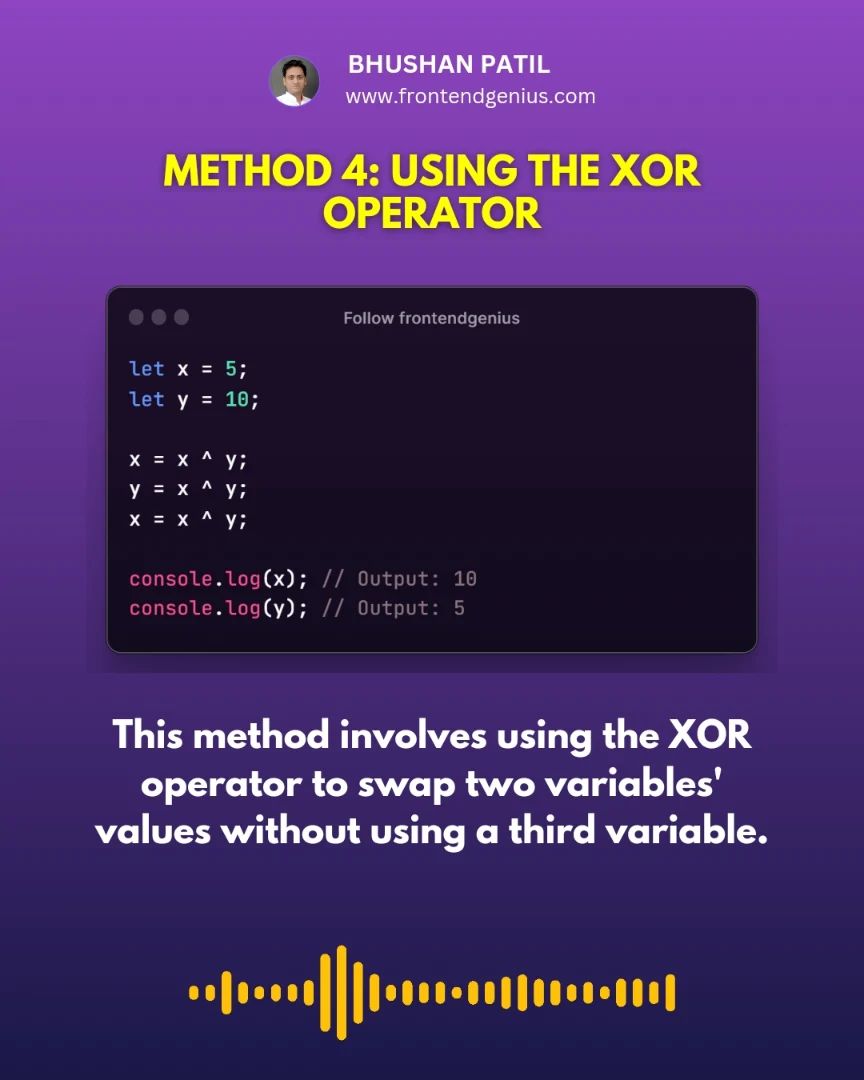 BHUSHAN PATIL
www.frontendgenius.com
METHOD 4: USING THE XOR
OPERATOR
Follow frontendgenius
let x = 5;
let y = 10;
x = x ^ y;
y = x ^ y;
x = x ^ y;
console.log(x); // Output: 10
console.log(y); // Output: 5
This method involves using the XOR
operator to swap two variables'
values without using a third variable.